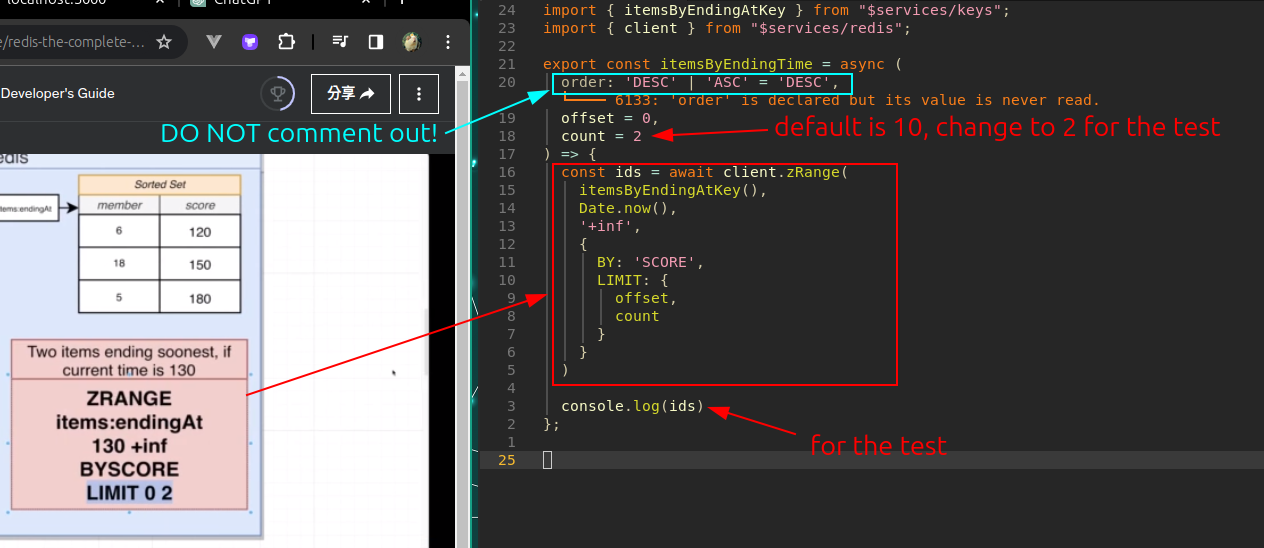 localhost:3000
ChatGPT
e/redis-the-complete-...
Developer's Guide
分享
DO NOT comment out!
redis
Sorted Set
items:endingAt
member score
6 120
18 150
5 180
Two items ending soonest, if
current time is 130
ZRANGE
items:endingAt
130 +inf
BYSCORE
LIMIT 0 2
24 import { itemsByEndingAtKey } from "$services/keys";
23 import { client } from "$services/redis";
22
21 export const itemsByEndingTime = async (
20 order: 'DESC' | 'ASC' = 'DESC',
6133: 'order' is declared but its value is never read.
19 offset = 0,
18 count = 2
default is 10, change to 2 for the test
17 ) => {
16 const ids = await client.zRange(
15 itemsByEndingAtKey(),
14 Date.now(),
13 '+inf',
12 {
11 BY: 'SCORE',
10 LIMIT: {
9 offset,
8 count
7 }
6 }
5 )
4
3 console.log(ids)
2 };
1
for the test
25